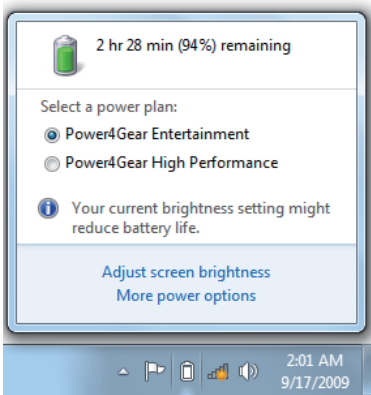 2 hr 28 min (94%) remaining
Select a power plan:
Power4Gear Entertainment
Power4Gear High Performance
Your current brightness setting might
reduce battery life.
Adjust screen brightness
More power options
2:01 AM
9/17/2009